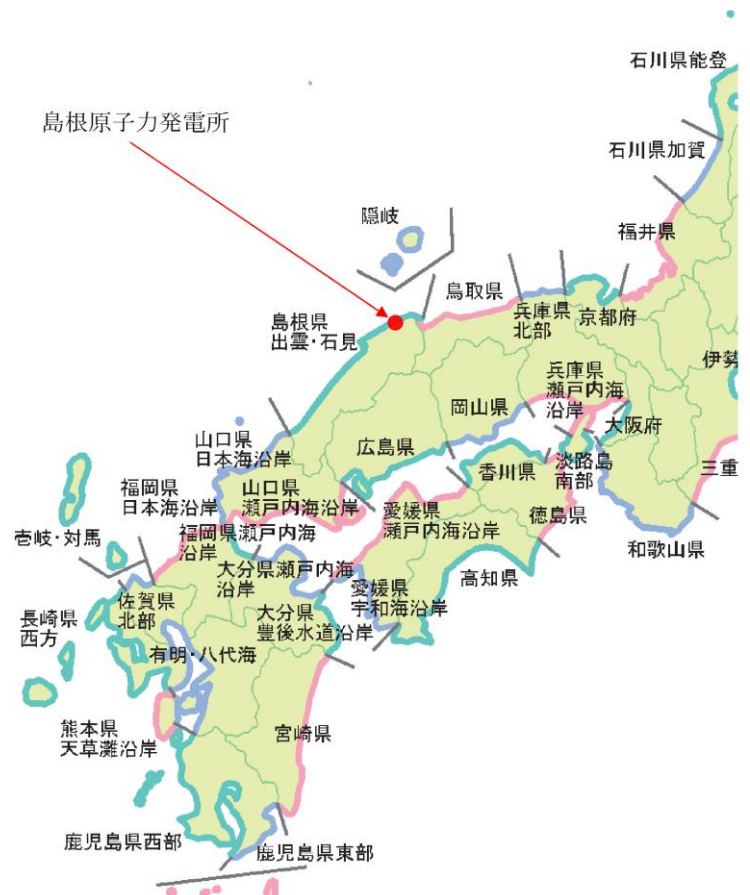 石川県能登
島根原子力発電所
石川県加賀
隠岐
福井県
鳥取県
島根県
出雲・石見
兵庫県
北部
京都府
伊勢
兵庫県
瀬戸内海
沿岸
岡山県
大阪府
山口県
日本海沿岸
広島県
淡路島
南部
三重
香川県
福岡県
日本海沿岸
山口県
瀬戸内海沿岸
愛媛県
瀬戸内海沿岸
徳島県
壱岐・対馬
福岡県瀬戸内海
沿岸
和歌山県
大分県瀬戸内海
沿岸
高知県
愛媛県
宇和海沿岸
佐賀県
北部
大分県
豊後水道沿岸
長崎県
西方
有明・八代海
熊本県
天草灘沿岸
宮崎県
鹿児島県西部
鹿児島県東部